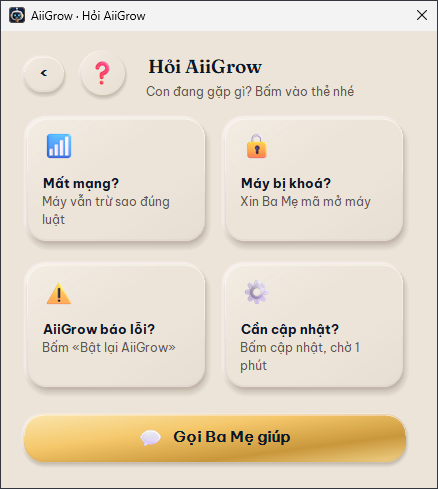 AiiGrow · Hỏi AiiGrow
Hỏi AiiGrow
Con đang gặp gì? Bấm vào thẻ nhé
Mất mạng?
Máy vẫn trừ sao đúng
luật
Máy bị khoá?
Xin Ba Mẹ mã mở máy
AiiGrow báo lỗi?
Bấm «Bật lại AiiGrow»
Cần cập nhật?
Bấm cập nhật, chờ 1
phút
Gọi Ba Mẹ giúp